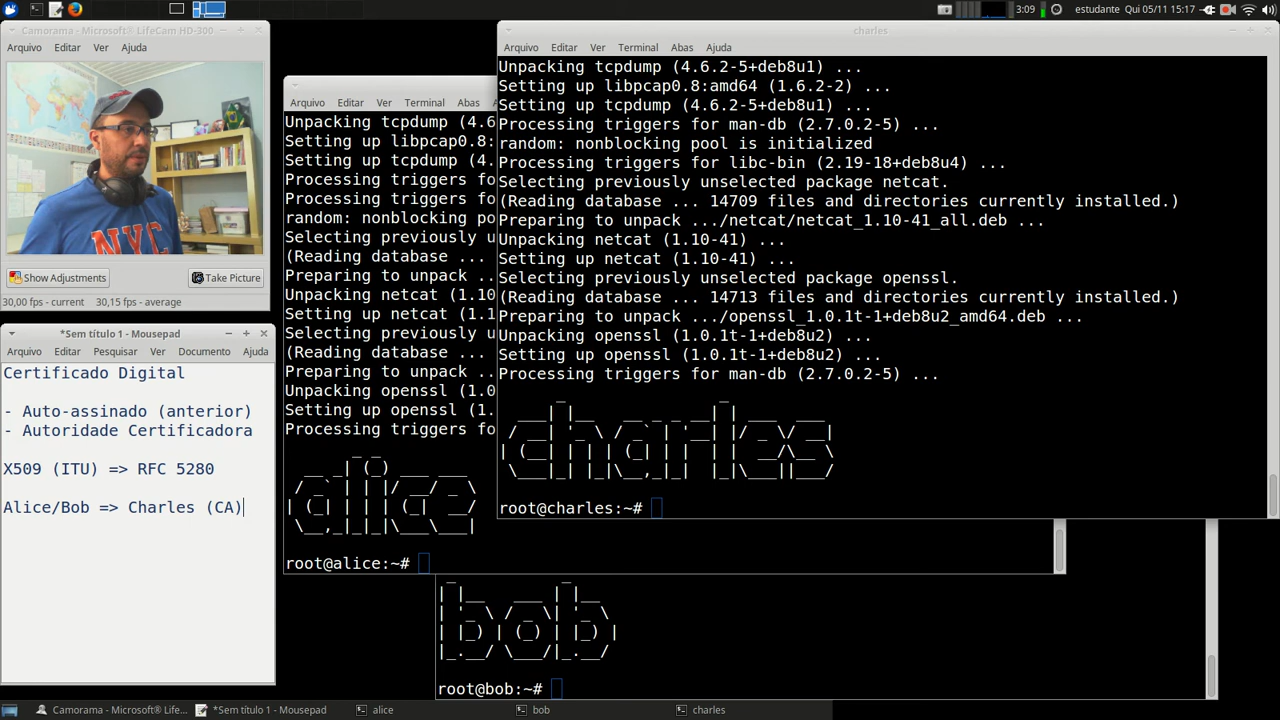 3:09
estudante Qui 05/11 15:17
Camorama - Microsoft® LifeCam HD-300
Arquivo Editar Ver Ajuda
NYC
Show Adjustments
Take Picture
30,00 fps - current 30,15 fps - average
*Sem título 1 - Mousepad
Arquivo Editar Pesquisar Ver Documento Ajuda
Certificado Digital
- Auto-assinado (anterior)
- Autoridade Certificadora
X509 (ITU) => RFC 5280
Alice/Bob => Charles (CA)
Arquivo Editar Ver Terminal Abas
Unpacking tcpdump (4.6
Setting up libpcap0.8:
Setting up tcpdump (4.
Processing triggers fo
Processing triggers fo
random: nonblocking po
Selecting previously u
(Reading database ...
Preparing to unpack ..
Unpacking netcat (1.10
Setting up netcat (1.1
Selecting previously u
(Reading database ...
Preparing to unpack ..
Unpacking openssl (1.0
Setting up openssl (1.
Processing triggers fo
alice
root@alice:~#
charles
Arquivo Editar Ver Terminal Abas Ajuda
Unpacking tcpdump (4.6.2-5+deb8u1) ...
Setting up libpcap0.8:amd64 (1.6.2-2) ...
Setting up tcpdump (4.6.2-5+deb8u1) ...
Processing triggers for man-db (2.7.0.2-5) ...
random: nonblocking pool is initialized
Processing triggers for libc-bin (2.19-18+deb8u4) ...
Selecting previously unselected package netcat.
(Reading database ... 14709 files and directories currently installed.)
Preparing to unpack .../netcat/netcat_1.10-41_all.deb ...
Unpacking netcat (1.10-41) ...
Setting up netcat (1.10-41) ...
Selecting previously unselected package openssl.
(Reading database ... 14713 files and directories currently installed.)
Preparing to unpack .../openssl_1.0.1t-1+deb8u2_amd64.deb ...
Unpacking openssl (1.0.1t-1+deb8u2) ...
Setting up openssl (1.0.1t-1+deb8u2) ...
Processing triggers for man-db (2.7.0.2-5) ...
charles
root@charles:~#
bob
root@bob:~#
Camorama - Microsoft® LifeC...
*Sem título 1 - Mousepad
alice
bob
charles